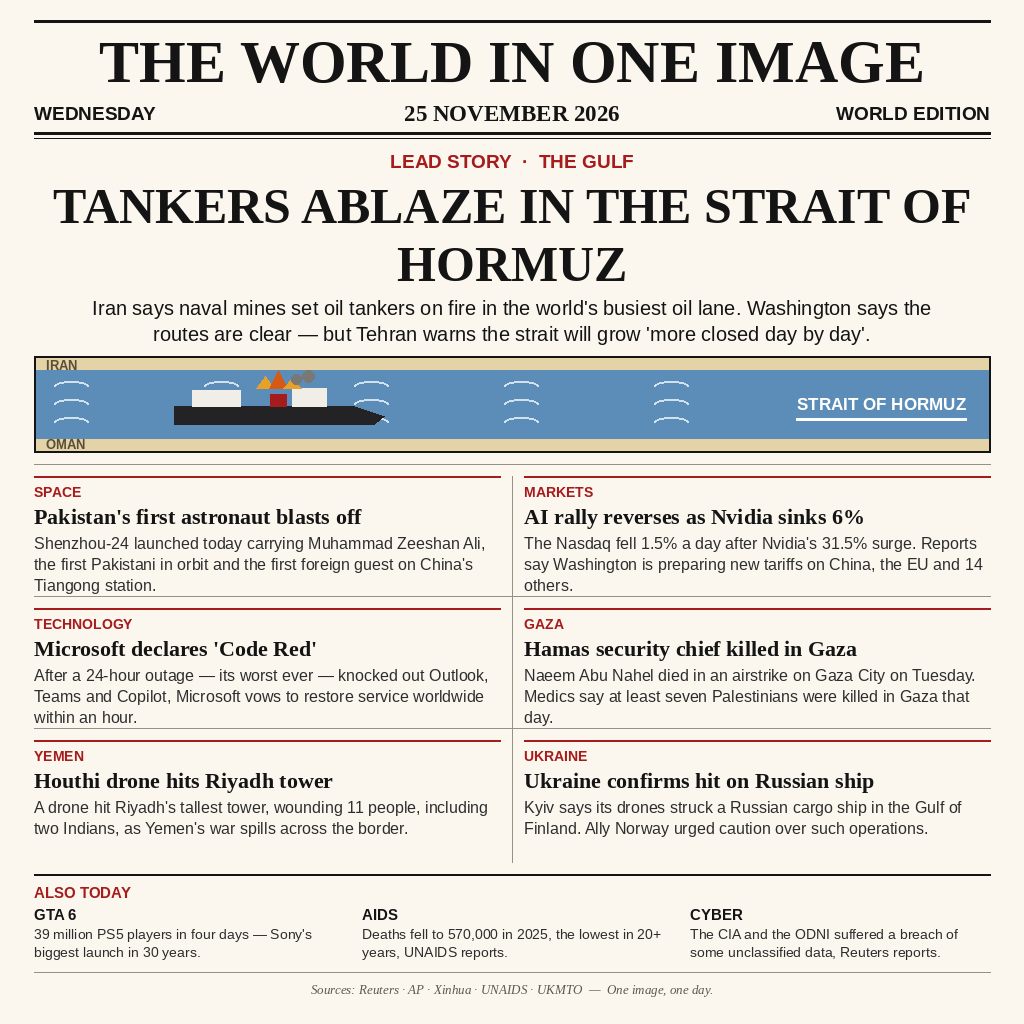 THE WORLD IN ONE IMAGE
WEDNESDAY
25 NOVEMBER 2026
WORLD EDITION
LEAD STORY · THE GULF
TANKERS ABLAZE IN THE STRAIT OF
HORMUZ
Iran says naval mines set oil tankers on fire in the world's busiest oil lane. Washington says the
routes are clear — but Tehran warns the strait will grow 'more closed day by day'.
IRAN
STRAIT OF HORMUZ
OMAN
SPACE
Pakistan's first astronaut blasts off
Shenzhou-24 launched today carrying Muhammad Zeeshan Ali,
the first Pakistani in orbit and the first foreign guest on China's
Tiangong station.
MARKETS
AI rally reverses as Nvidia sinks 6%
The Nasdaq fell 1.5% a day after Nvidia's 31.5% surge. Reports
say Washington is preparing new tariffs on China, the EU and 14
others.
TECHNOLOGY
Microsoft declares 'Code Red'
After a 24-hour outage — its worst ever — knocked out Outlook,
Teams and Copilot, Microsoft vows to restore service worldwide
within an hour.
GAZA
Hamas security chief killed in Gaza
Naeem Abu Nahel died in an airstrike on Gaza City on Tuesday.
Medics say at least seven Palestinians were killed in Gaza that
day.
YEMEN
Houthi drone hits Riyadh tower
A drone hit Riyadh's tallest tower, wounding 11 people, including
two Indians, as Yemen's war spills across the border.
UKRAINE
Ukraine confirms hit on Russian ship
Kyiv says its drones struck a Russian cargo ship in the Gulf of
Finland. Ally Norway urged caution over such operations.
ALSO TODAY
GTA 6
39 million PS5 players in four days — Sony's
biggest launch in 30 years.
AIDS
Deaths fell to 570,000 in 2025, the lowest in 20+
years, UNAIDS reports.
CYBER
The CIA and the ODNI suffered a breach of
some unclassified data, Reuters reports.
Sources: Reuters · AP · Xinhua · UNAIDS · UKMTO — One image, one day.